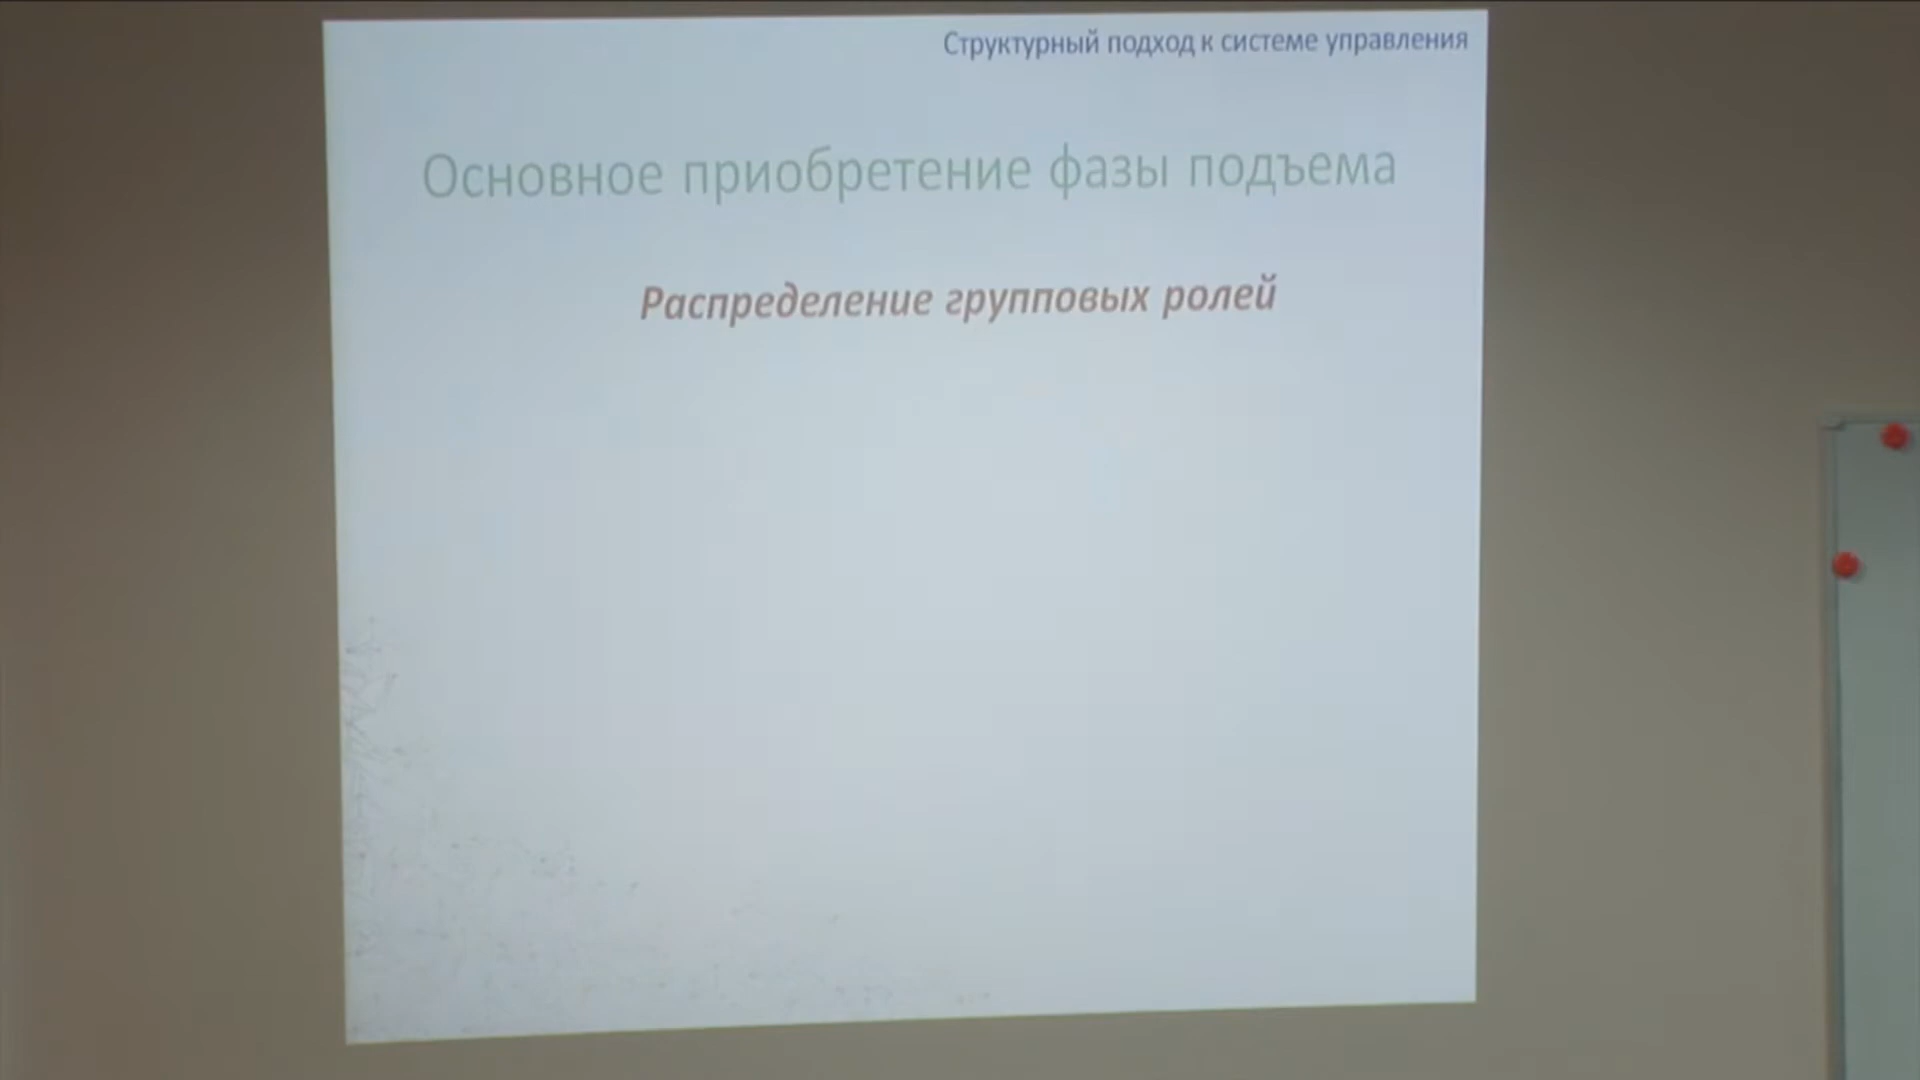 Структурный подход к системе управления
Основное приобретение фазы подъема
Распределение групповых ролей